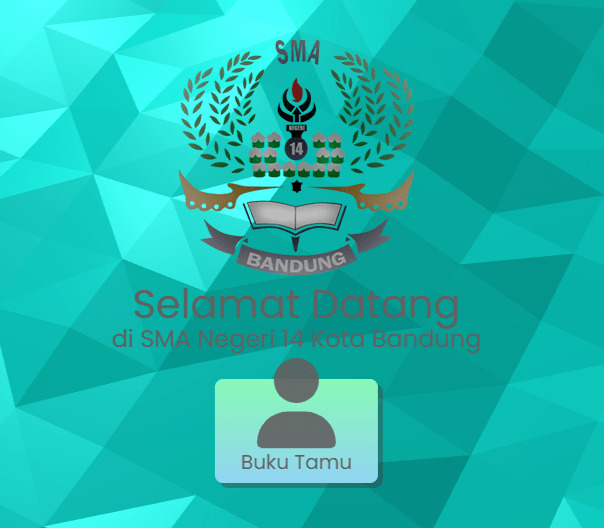 SMA
NEGERI
14
BANDUNG
Selamat Datang
di SMA Negeri 14 Kota Bandung
Buku Tamu